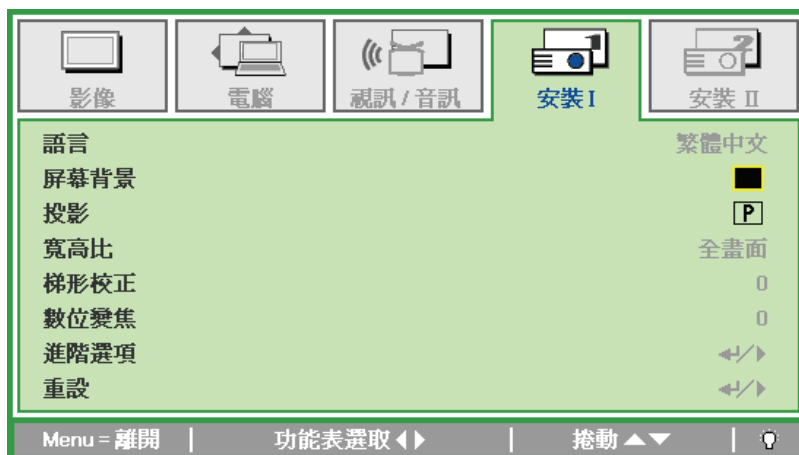 影像
電腦
視訊 / 音訊
安裝 I
安裝 II
語言 繁體中文
屏幕背景
投影 P
寬高比 全畫面
梯形校正 0
數位變焦 0
進階選項
重設
Menu = 離開 功能表選取 捲動